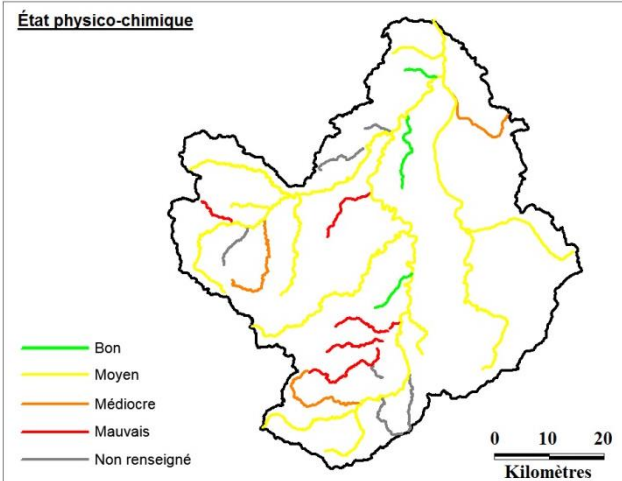 État physico-chimique
Bon
Moyen
Médiocre
Mauvais
Non renseigné
0 10 20
Kilomètres